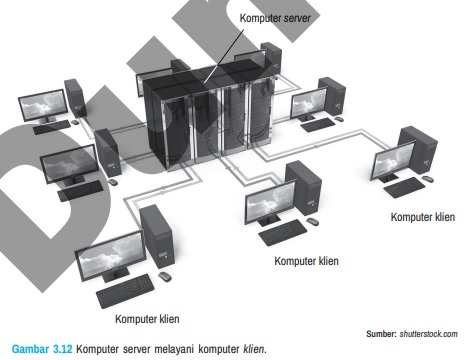 Komputer server
Komputer klien
Komputer klien
Komputer klien
Sumber: shutterstock.com
Gambar 3.12 Komputer server melayani komputer klien.